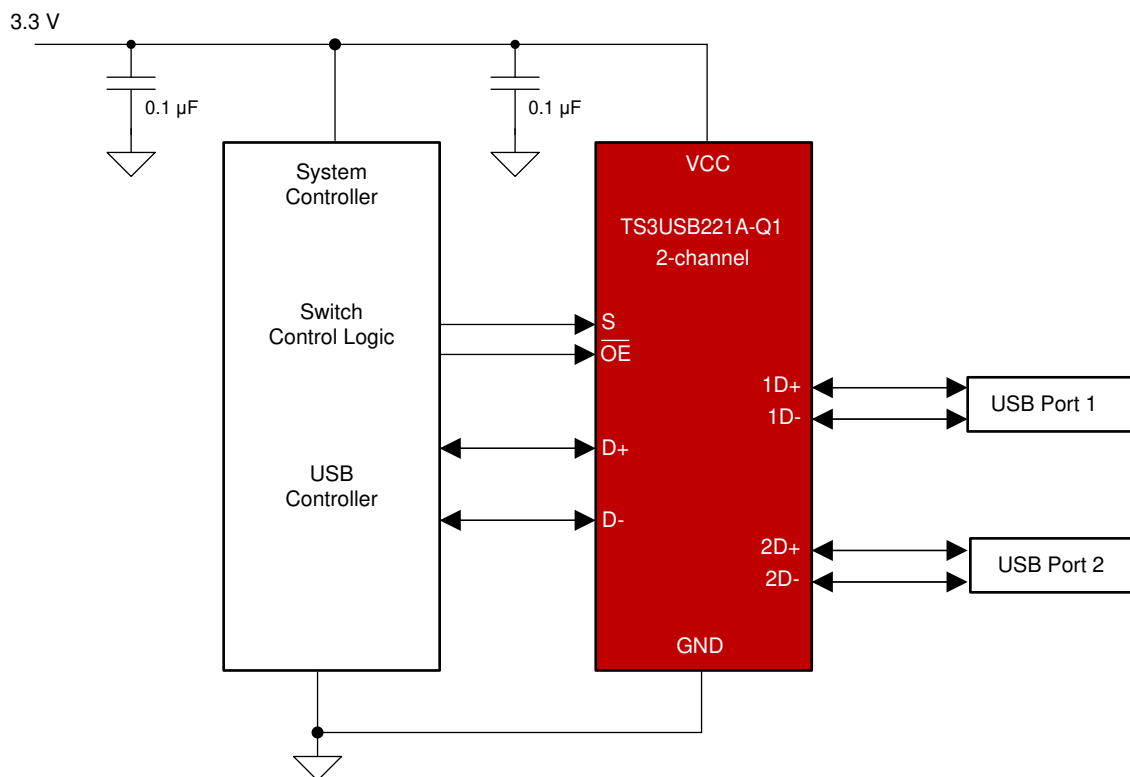 3.3 V
0.1 µF
0.1 µF
System
Controller
Switch
Control Logic
USB
Controller
VCC
TS3USB221A-Q1
2-channel
S
O̅E̅
D+
D-
1D+
1D-
2D+
2D-
GND
USB Port 1
USB Port 2